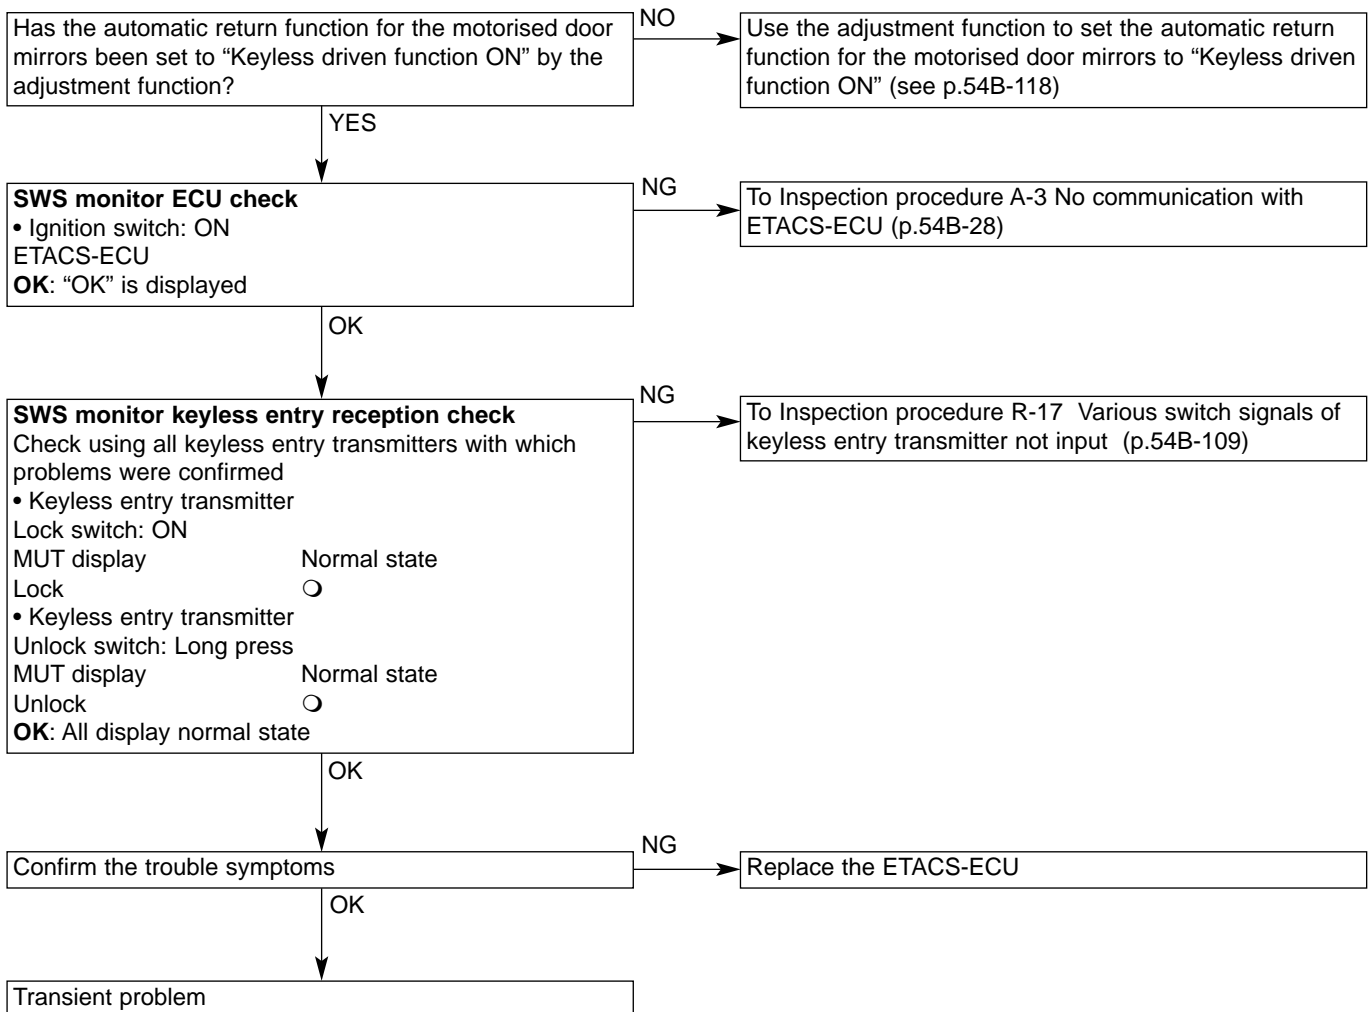 Has the automatic return function for the motorised door
mirrors been set to “Keyless driven function ON” by the
adjustment function?
NO
Use the adjustment function to set the automatic return
function for the motorised door mirrors to “Keyless driven
function ON” (see p.54B-118)
YES
SWS monitor ECU check
• Ignition switch: ON
ETACS-ECU
OK: “OK” is displayed
NG
To Inspection procedure A-3 No communication with
ETACS-ECU (p.54B-28)
OK
SWS monitor keyless entry reception check
Check using all keyless entry transmitters with which
problems were confirmed
• Keyless entry transmitter
Lock switch: ON
MUT display Normal state
Lock ❍
• Keyless entry transmitter
Unlock switch: Long press
MUT display Normal state
Unlock ❍
OK: All display normal state
NG
To Inspection procedure R-17 Various switch signals of
keyless entry transmitter not input (p.54B-109)
OK
Confirm the trouble symptoms
NG
Replace the ETACS-ECU
OK
Transient problem